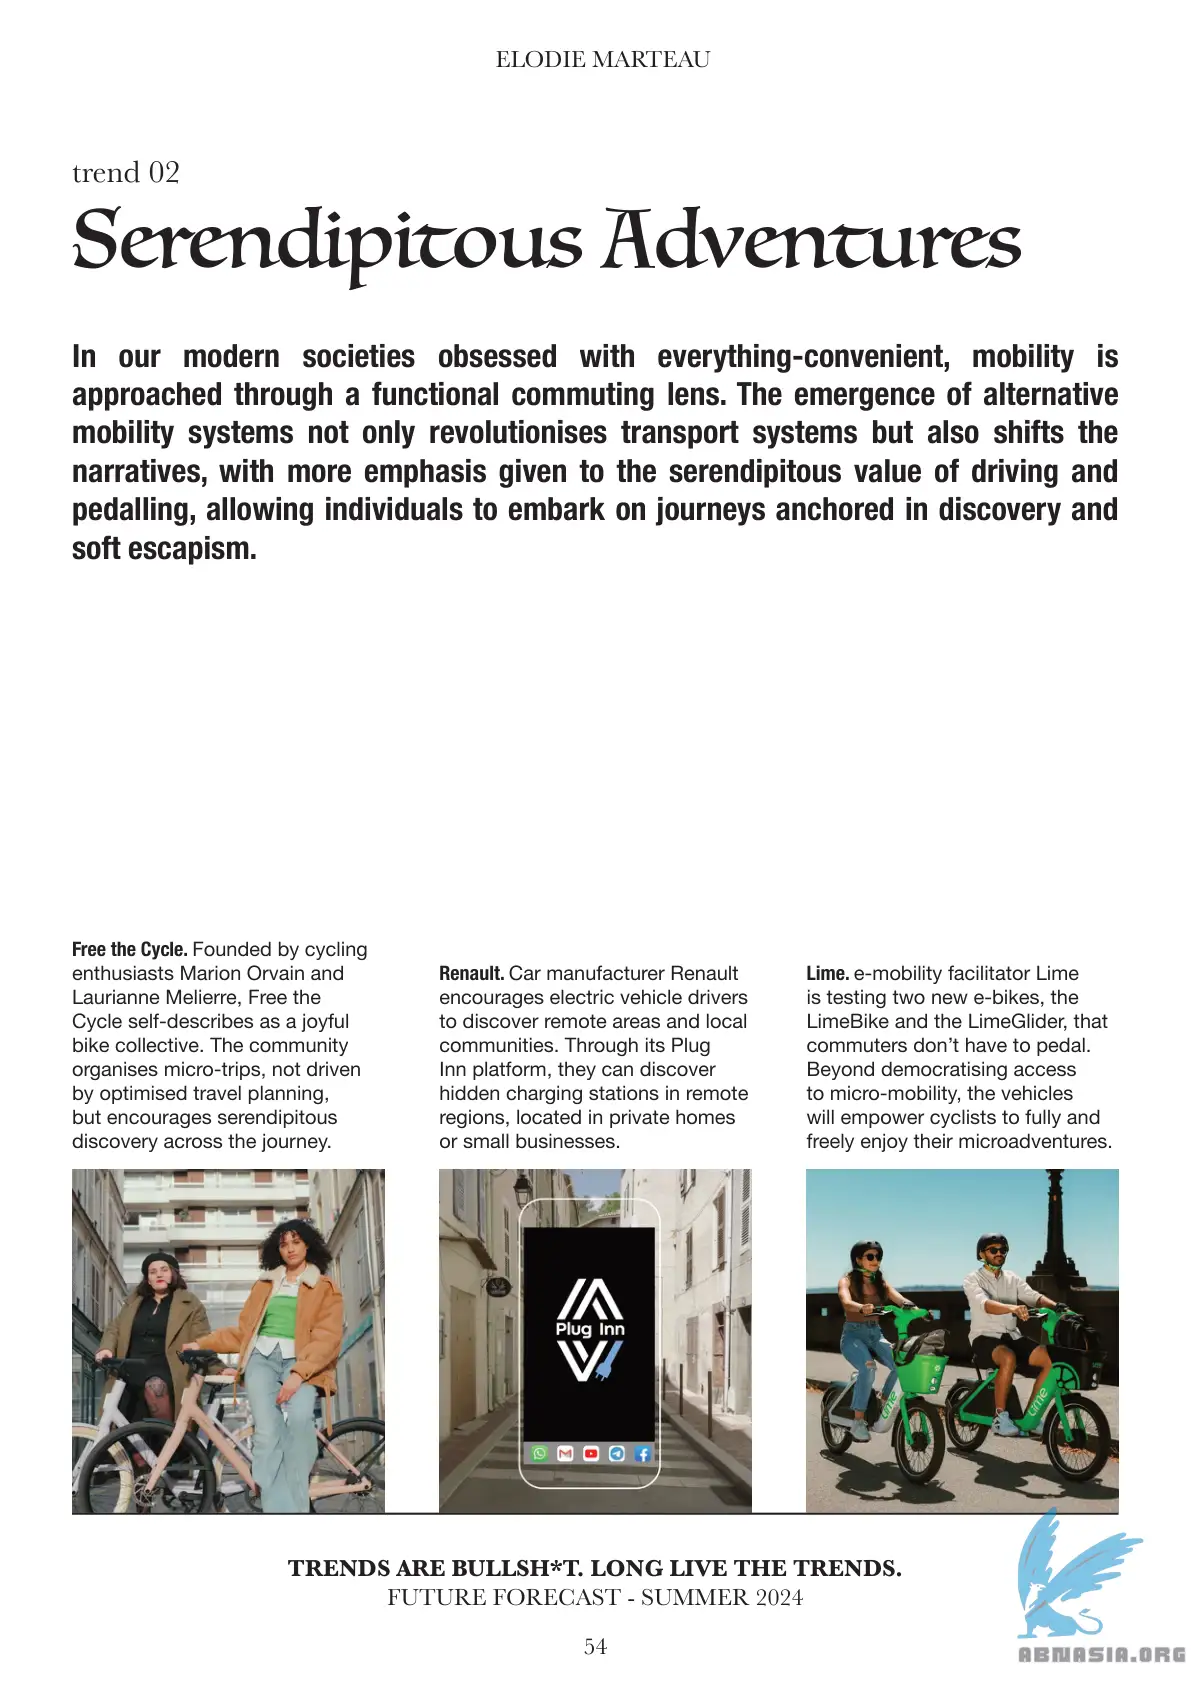 ELODIE MARTEAU
trend 02
Serendipitous Adventures
In our modern societies obsessed with everything-convenient, mobility is
approached through a functional commuting lens. The emergence of alternative
mobility systems not only revolutionises transport systems but also shifts the
narratives, with more emphasis given to the serendipitous value of driving and
pedalling, allowing individuals to embark on journeys anchored in discovery and
soft escapism.
Free the Cycle. Founded by cycling
enthusiasts Marion Orvain and
Laurianne Melierre, Free the
Cycle self-describes as a joyful
bike collective. The community
organises micro-trips, not driven
by optimised travel planning,
but encourages serendipitous
discovery across the journey.
Renault. Car manufacturer Renault
encourages electric vehicle drivers
to discover remote areas and local
communities. Through its Plug
Inn platform, they can discover
hidden charging stations in remote
regions, located in private homes
or small businesses.
Lime. e-mobility facilitator Lime
is testing two new e-bikes, the
LimeBike and the LimeGlider, that
commuters don’t have to pedal.
Beyond democratising access
to micro-mobility, the vehicles
will empower cyclists to fully and
freely enjoy their microadventures.
Plug Inn
Lime
Lime
TRENDS ARE BULLSH*T. LONG LIVE THE TRENDS.
FUTURE FORECAST - SUMMER 2024
54
ABNASIA.ORG